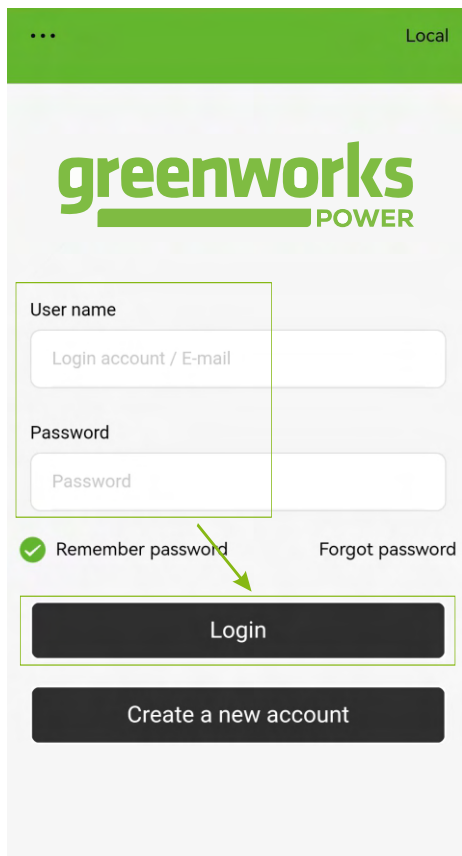 ... Local
greenworks
POWER
User name
Login account / E-mail
Password
Password
Remember password Forgot password
Login
Create a new account